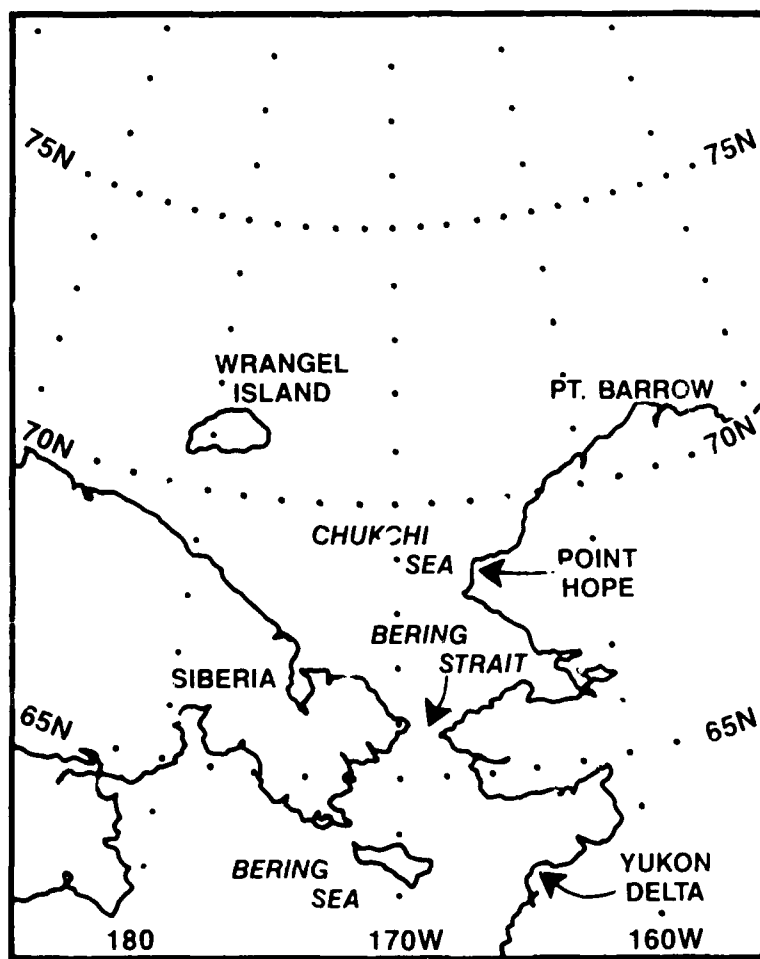 75N
75N
WRANGEL
ISLAND
PT. BARROW
70N
70N
CHUKCHI
SEA
POINT
HOPE
BERING
STRAIT
SIBERIA
65N
65N
BERING
SEA
YUKON
DELTA
180
170W
160W